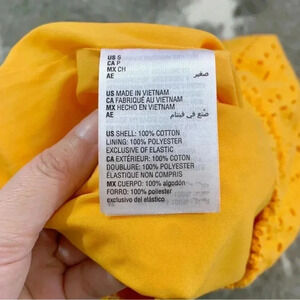 US S
CA P
MX CH
AE صغير
US MADE IN VIETNAM
CA FABRIQUÉ AU VIETNAM
MX HECHO EN VIETNAM
AE صنع في فيتنام
US SHELL: 100% COTTON
LINING: 100% POLYESTER
EXCLUSIVE OF ELASTIC
CA EXTÉRIEUR: 100% COTON
DOUBLURE: 100% POLYESTER
ÉLASTIQUE NON COMPRIS
MX CUERPO: 100% algodón
FORRO: 100% poliester
exclusivo del elástico